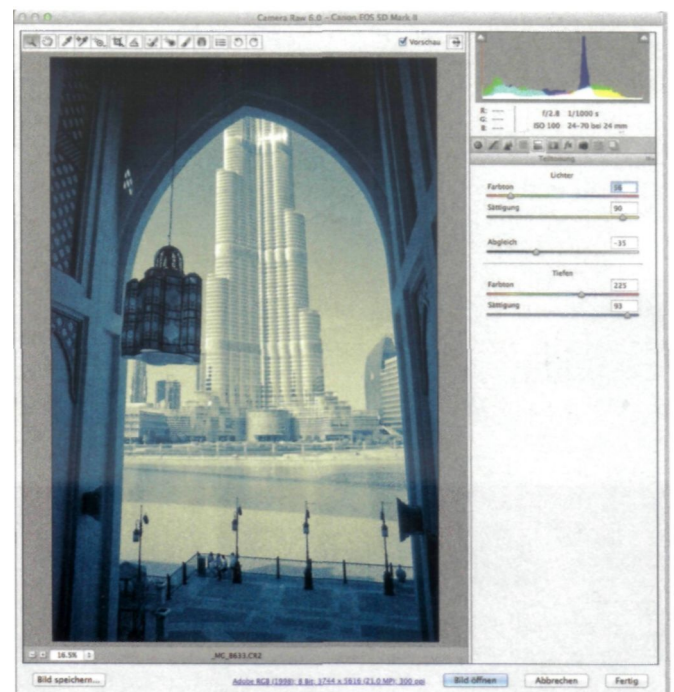 Camera Raw 6.0 – Canon EOS 5D Mark II
Vorschau
R: ---
G: ---
B: ---
f/2.8 1/1000 s
ISO 100 24-70 bei 24 mm
Teiltonung
Lichter
Farbton
Sättigung 90
Abgleich -35
Tiefen
Farbton 225
Sättigung 93
16.5%
_MG_8633.CR2
Bild speichern...
Adobe RGB (1998); 8 Bit; 3744 x 5616 (21.0 MP); 300 ppi
Bild öffnen
Abbrechen
Fertig